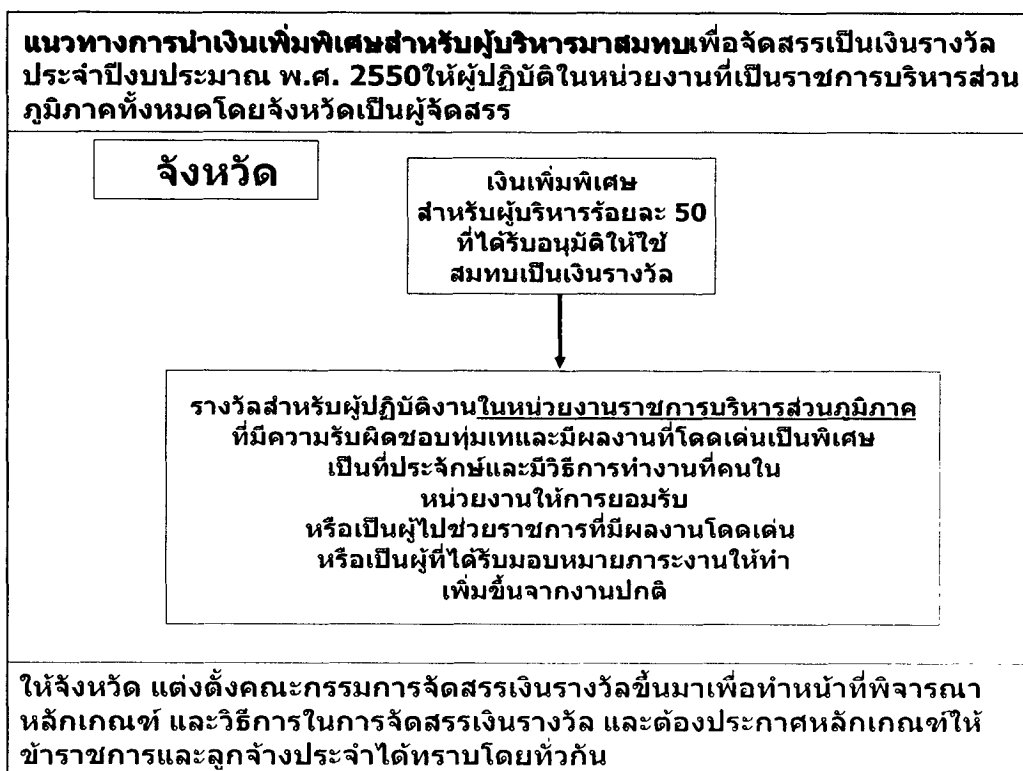 แนวทางการนำเงินเพิ่มพิเศษสำหรับผู้บริหารมาสมทบเพื่อจัดสรรเป็นเงินรางวัล
ประจำปีงบประมาณ พ.ศ. 2550ให้ผู้ปฏิบัติในหน่วยงานที่เป็นราชการบริหารส่วน
ภูมิภาคทั้งหมดโดยจังหวัดเป็นผู้จัดสรร
จังหวัด
เงินเพิ่มพิเศษ
สำหรับผู้บริหารร้อยละ 50
ที่ได้รับอนุมัติให้ใช้
สมทบเป็นเงินรางวัล
รางวัลสำหรับผู้ปฏิบัติงานในหน่วยงานราชการบริหารส่วนภูมิภาค
ที่มีความรับผิดชอบทุ่มเทและมีผลงานที่โดดเด่นเป็นพิเศษ
เป็นที่ประจักษ์และมีวิธีการทำงานที่คนใน
หน่วยงานให้การยอมรับ
หรือเป็นผู้ไปช่วยราชการที่มีผลงานโดดเด่น
หรือเป็นผู้ที่ได้รับมอบหมายภาระงานให้ทำ
เพิ่มขึ้นจากงานปกติ
ให้จังหวัด แต่งตั้งคณะกรรมการจัดสรรเงินรางวัลขึ้นมาเพื่อทำหน้าที่พิจารณา
หลักเกณฑ์ และวิธีการในการจัดสรรเงินรางวัล และต้องประกาศหลักเกณฑ์ให้
ข้าราชการและลูกจ้างประจำได้ทราบโดยทั่วกัน